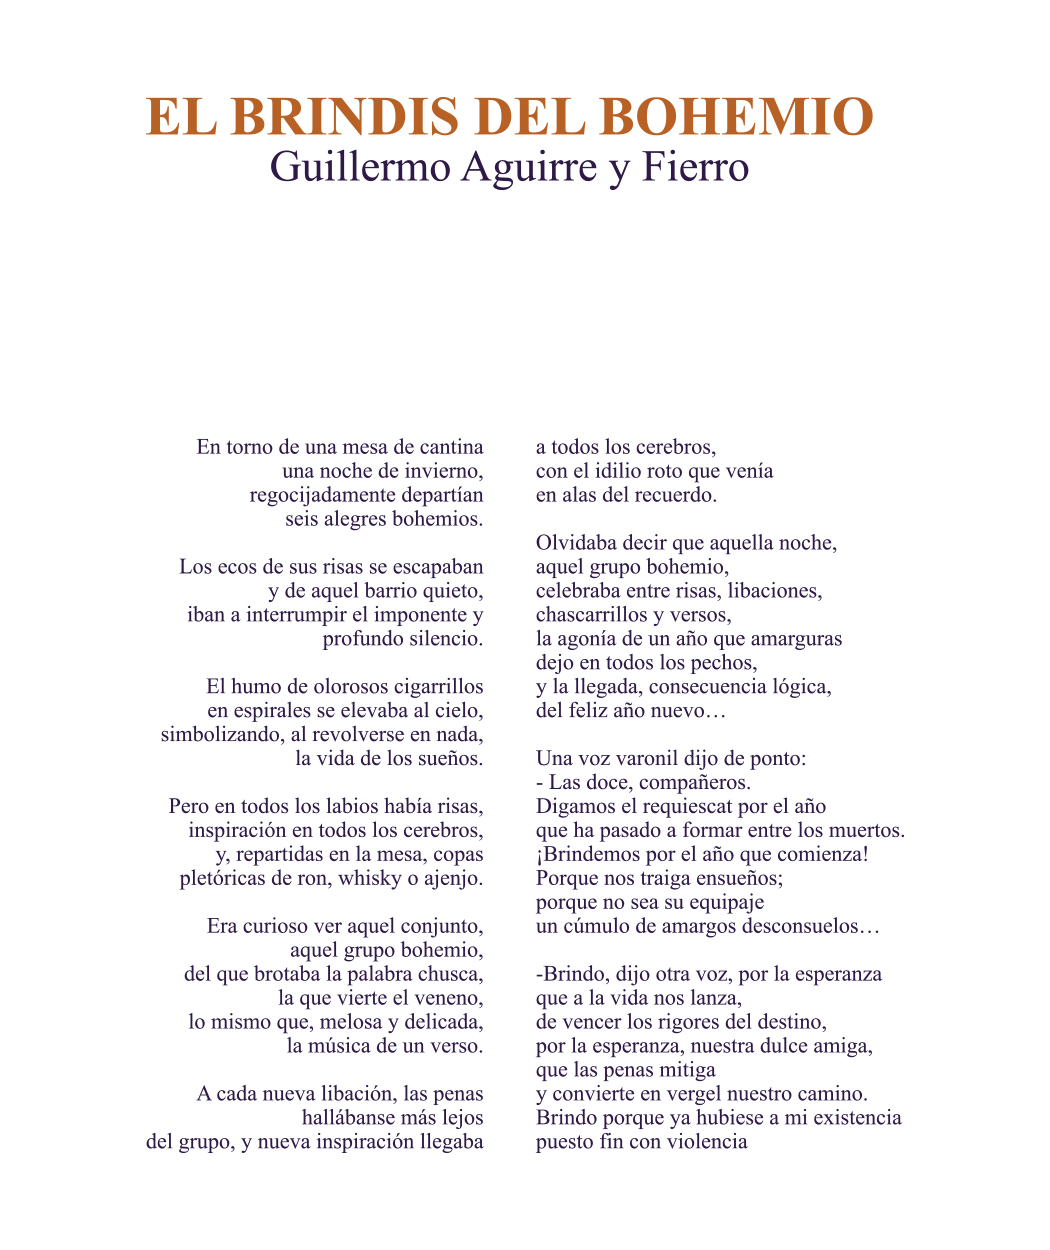 EL BRINDIS DEL BOHEMIO
Guillermo Aguirre y Fierro
En torno de una mesa de cantina
una noche de invierno,
regocijadamente departían
seis alegres bohemios.
Los ecos de sus risas se escapaban
y de aquel barrio quieto,
iban a interrumpir el imponente y
profundo silencio.
El humo de olorosos cigarrillos
en espirales se elevaba al cielo,
simbolizando, al revolverse en nada,
la vida de los sueños.
Pero en todos los labios había risas,
inspiración en todos los cerebros,
y, repartidas en la mesa, copas
pletóricas de ron, whisky o ajenjo.
Era curioso ver aquel conjunto,
aquel grupo bohemio,
del que brotaba la palabra chusca,
la que vierte el veneno,
lo mismo que, melosa y delicada,
la música de un verso.
A cada nueva libación, las penas
hallábanse más lejos
del grupo, y nueva inspiración llegaba
a todos los cerebros,
con el idilio roto que venía
en alas del recuerdo.
Olvidaba decir que aquella noche,
aquel grupo bohemio,
celebraba entre risas, libaciones,
chascarrillos y versos,
la agonía de un año que amarguras
dejo en todos los pechos,
y la llegada, consecuencia lógica,
del feliz año nuevo…
Una voz varonil dijo de ponto:
- Las doce, compañeros.
Digamos el requiescat por el año
que ha pasado a formar entre los muertos.
¡Brindemos por el año que comienza!
Porque nos traiga ensueños;
porque no sea su equipaje
un cúmulo de amargos desconsuelos…
-Brindo, dijo otra voz, por la esperanza
que a la vida nos lanza,
de vencer los rigores del destino,
por la esperanza, nuestra dulce amiga,
que las penas mitiga
y convierte en vergel nuestro camino.
Brindo porque ya hubiese a mi existencia
puesto fin con violencia